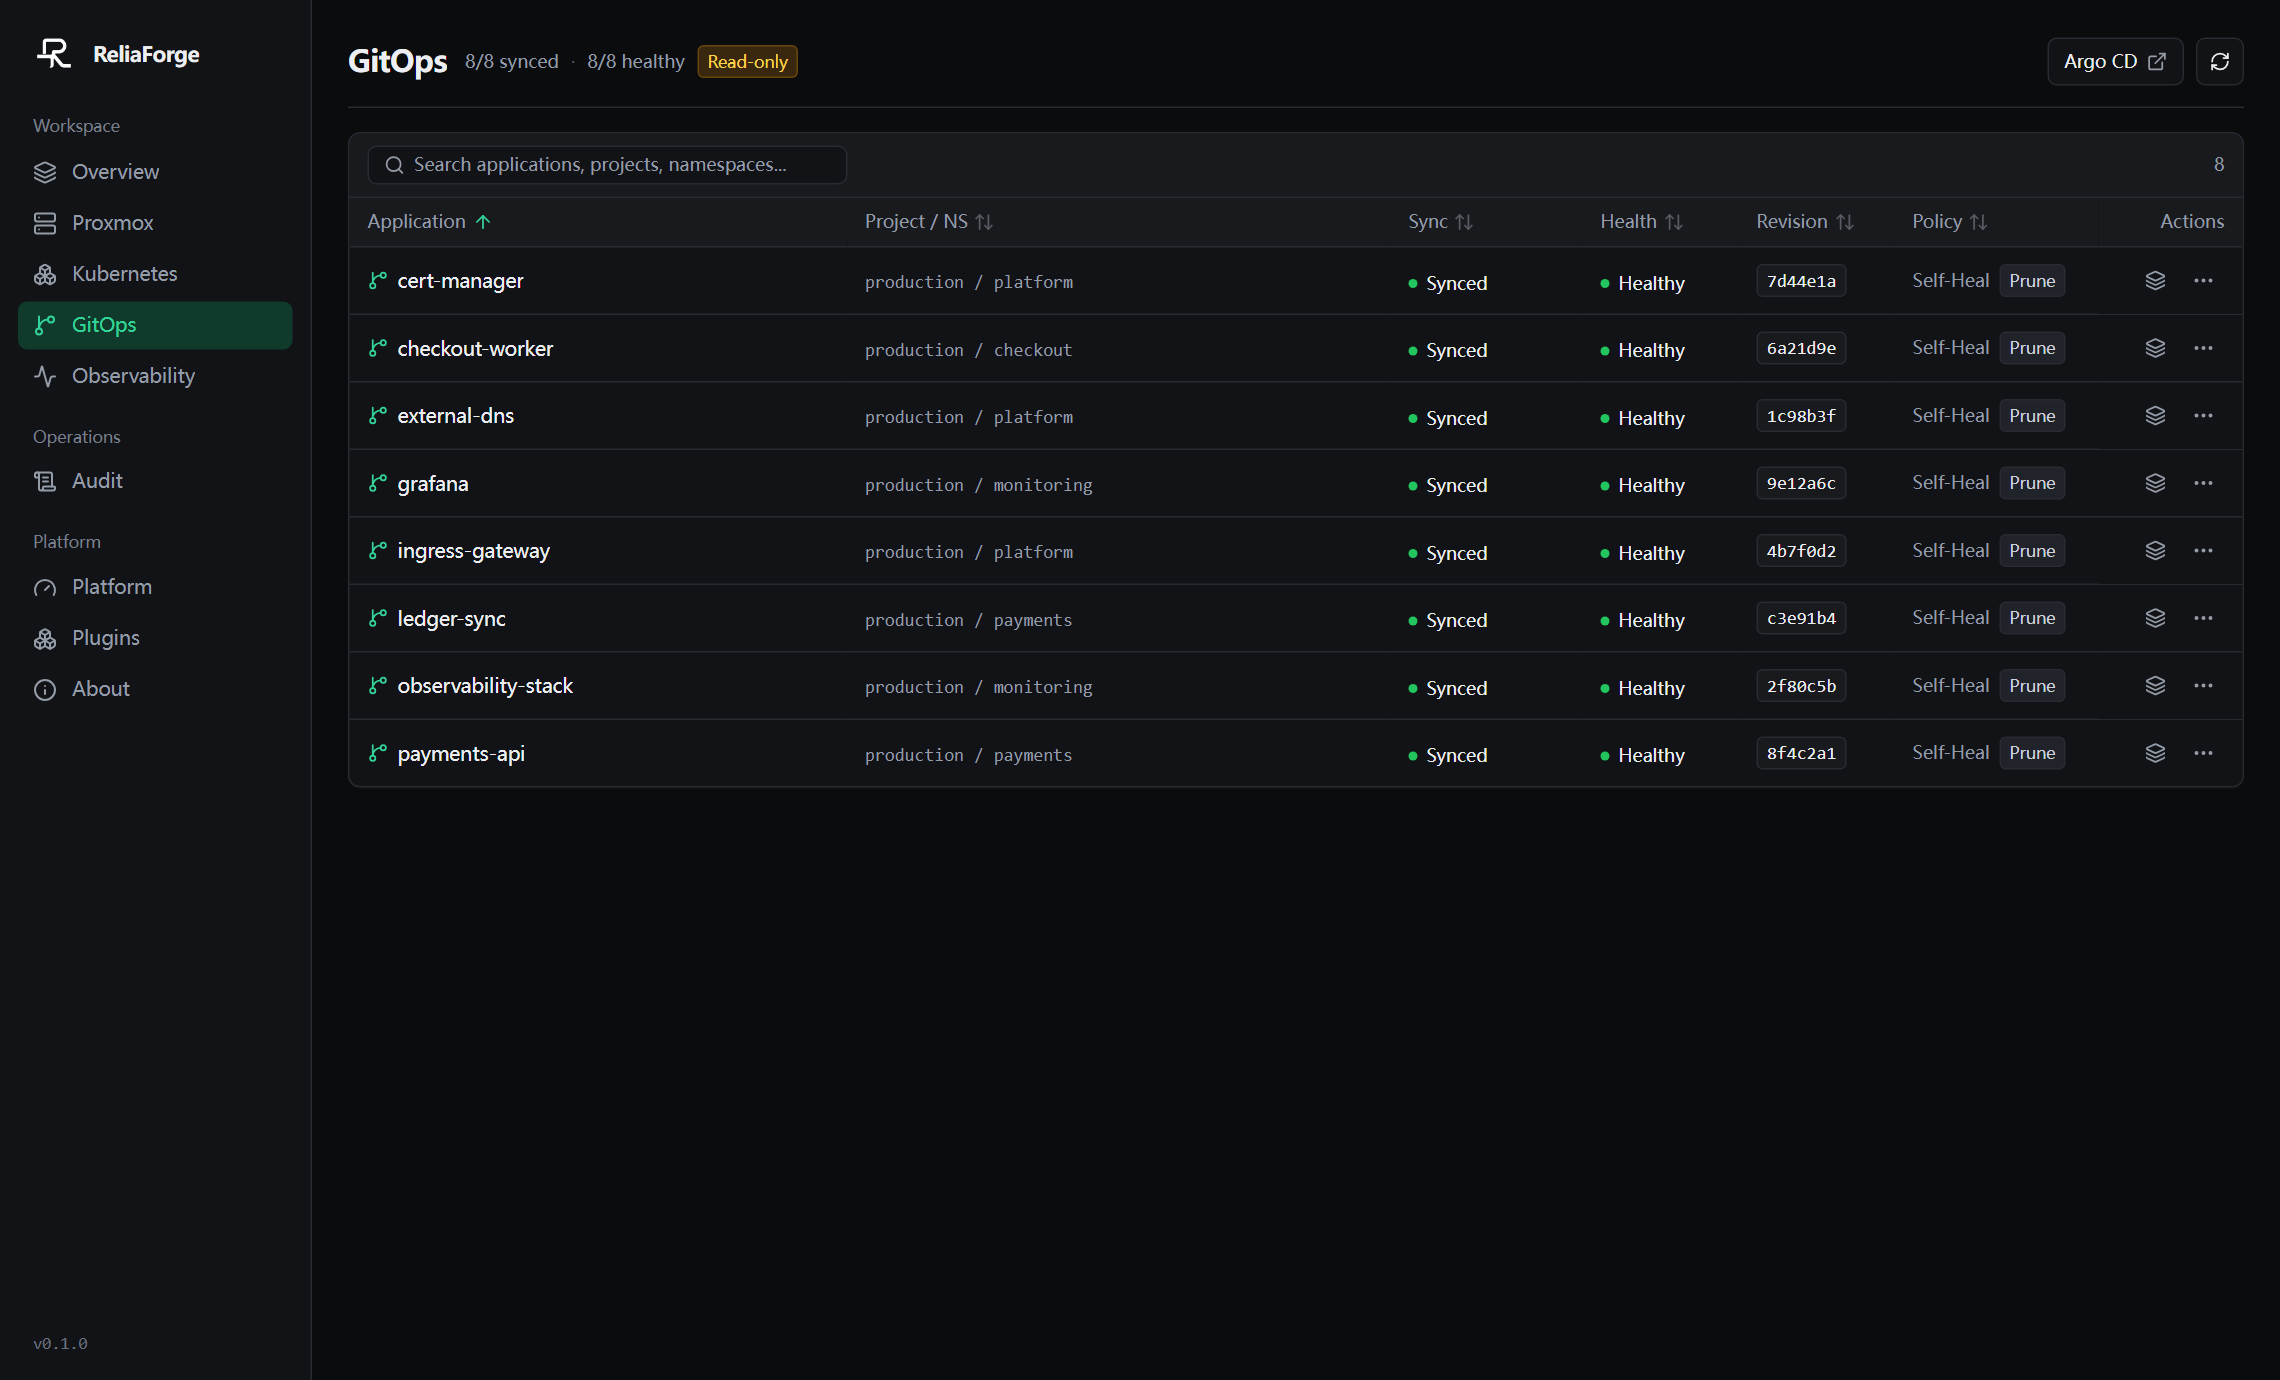 ReliaForge
Workspace
Overview
Proxmox
Kubernetes
GitOps
Observability
Operations
Audit
Platform
Platform
Plugins
About
v0.1.0
GitOps 8/8 synced · 8/8 healthy Read-only
Argo CD
Search applications, projects, namespaces...
8
Application Project / NS Sync Health Revision Policy Actions
cert-manager production / platform Synced Healthy 7d44e1a Self-Heal Prune
checkout-worker production / checkout Synced Healthy 6a21d9e Self-Heal Prune
external-dns production / platform Synced Healthy 1c98b3f Self-Heal Prune
grafana production / monitoring Synced Healthy 9e12a6c Self-Heal Prune
ingress-gateway production / platform Synced Healthy 4b7f0d2 Self-Heal Prune
ledger-sync production / payments Synced Healthy c3e91b4 Self-Heal Prune
observability-stack production / monitoring Synced Healthy 2f80c5b Self-Heal Prune
payments-api production / payments Synced Healthy 8f4c2a1 Self-Heal Prune